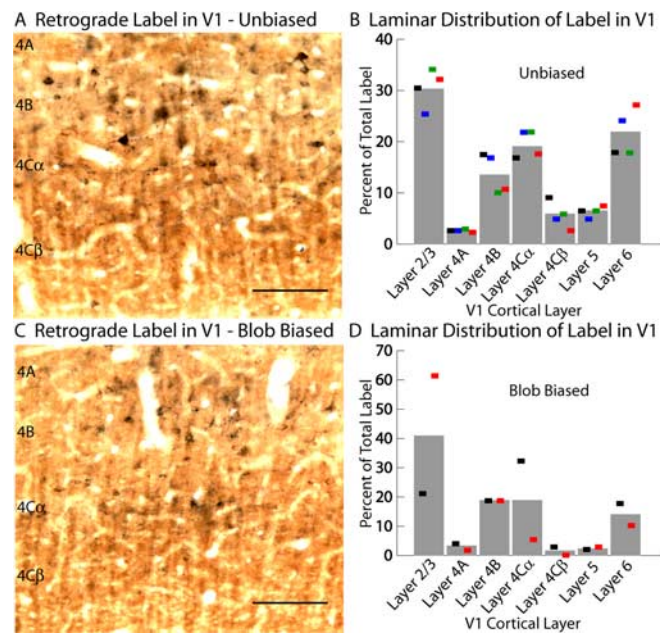 A Retrograde Label in V1 - Unbiased
4A
4B
4Cα
4Cβ
B Laminar Distribution of Label in V1
Percent of Total Label
40
30
20
10
0
Unbiased
Layer 2/3
Layer 4A
Layer 4B
Layer 4Cα
Layer 4Cβ
Layer 5
Layer 6
V1 Cortical Layer
C Retrograde Label in V1 - Blob Biased
4A
4B
4Cα
4Cβ
D Laminar Distribution of Label in V1
Percent of Total Label
70
60
50
40
30
20
10
0
Blob Biased
Layer 2/3
Layer 4A
Layer 4B
Layer 4Cα
Layer 4Cβ
Layer 5
Layer 6
V1 Cortical Layer